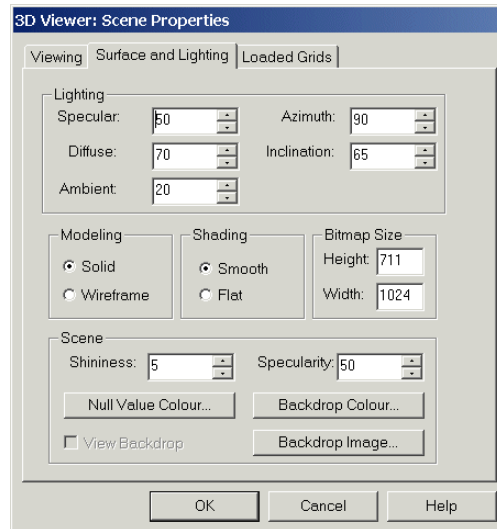 3D Viewer: Scene Properties
Viewing Surface and Lighting Loaded Grids
Lighting
Specular: 50 Azimuth: 90
Diffuse: 70 Inclination: 65
Ambient: 20
Modeling Shading Bitmap Size
Solid Smooth Height: 711
Wireframe Flat Width: 1024
Scene
Shininess: 5 Specularity: 50
Null Value Colour... Backdrop Colour...
View Backdrop Backdrop Image...
OK Cancel Help